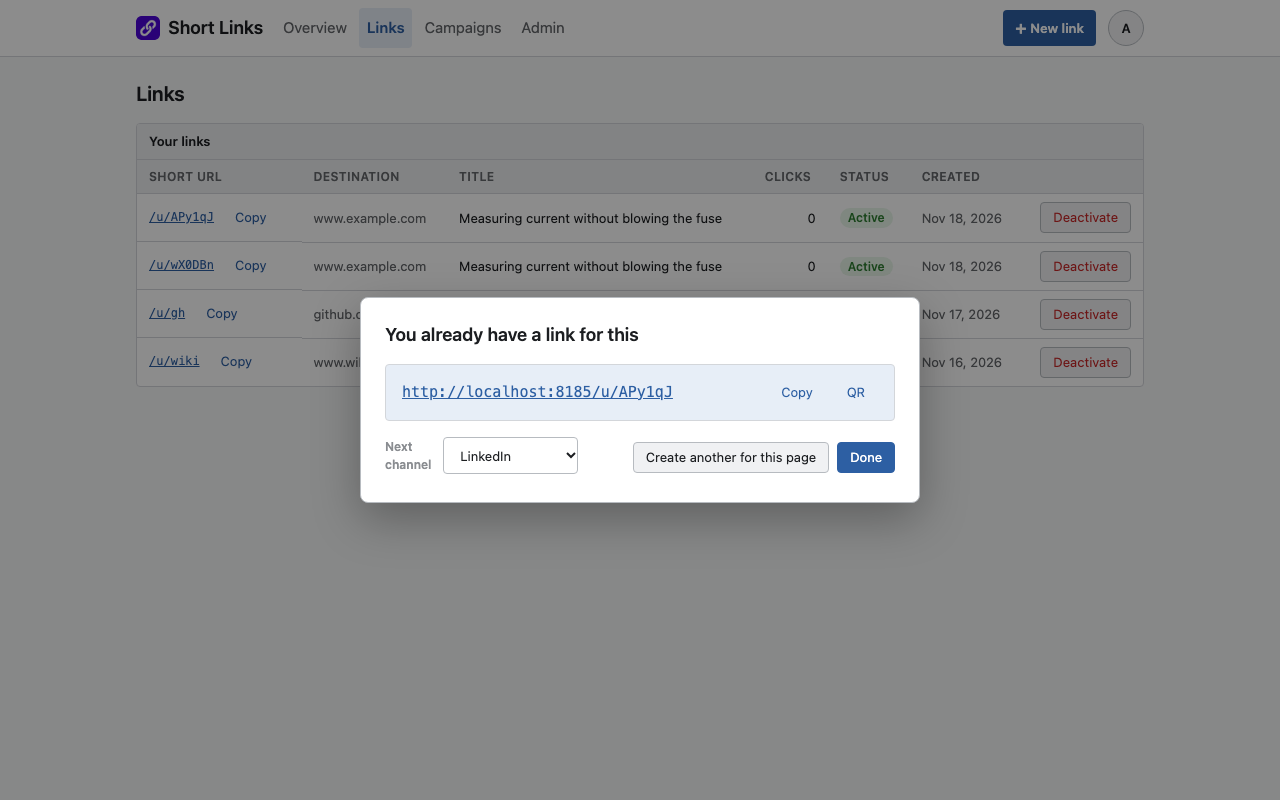 Short Links Overview Links Campaigns Admin + New link A
Links
Your links
SHORT URL DESTINATION TITLE CLICKS STATUS CREATED
/u/APy1qJ Copy www.example.com Measuring current without blowing the fuse 0 Active Nov 18, 2026 Deactivate
/u/wX0DBn Copy www.example.com Measuring current without blowing the fuse 0 Active Nov 18, 2026 Deactivate
/u/gh Copy github. Nov 17, 2026 Deactivate
/u/wiki Copy www.wi Nov 16, 2026 Deactivate
You already have a link for this
http://localhost:8185/u/APy1qJ Copy QR
Next channel LinkedIn Create another for this page Done